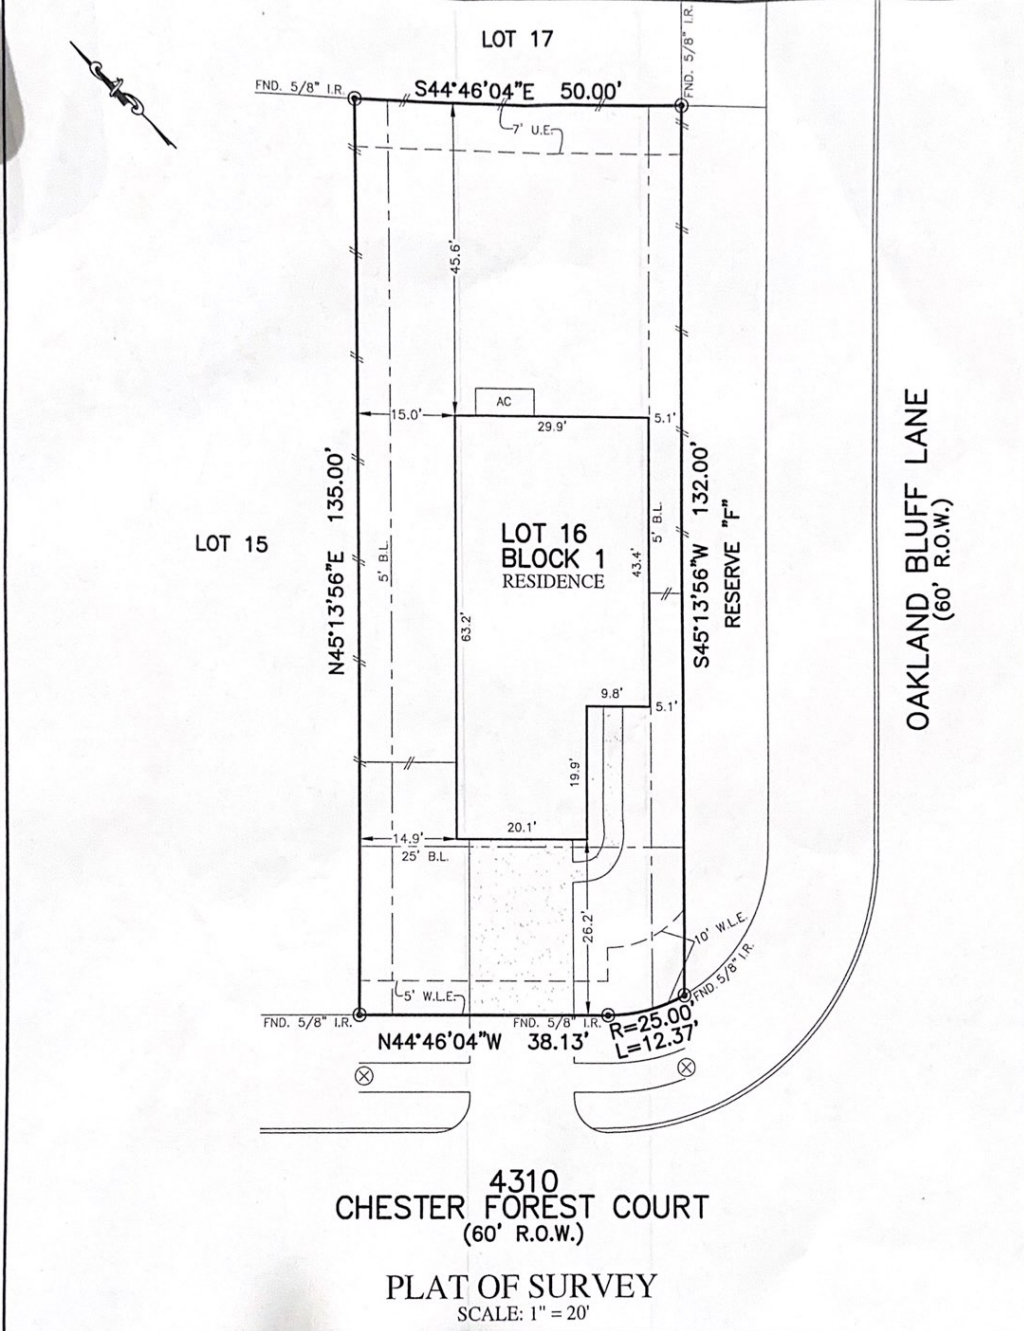 LOT 17
FND. 5/8" I.R.
FND. 5/8" I.R.
S44°46'04"E 50.00'
7' U.E.
45.6'
AC
15.0'
29.9'
5.1'
N45°13'56"E 135.00'
LOT 15
5' B.L.
LOT 16
BLOCK 1
RESIDENCE
43.4'
5' B.L.
S45°13'56"W 132.00'
RESERVE "F"
OAKLAND BLUFF LANE
(60' R.O.W.)
63.2'
9.8'
5.1'
19.9'
20.1'
14.9'
25' B.L.
26.2'
10' W.L.E.
5' W.L.E.
FND. 5/8" I.R.
FND. 5/8" I.R.
FND. 5/8" I.R.
N44°46'04"W 38.13'
R=25.00'
L=12.37'
4310
CHESTER FOREST COURT
(60' R.O.W.)
PLAT OF SURVEY
SCALE: 1" = 20'